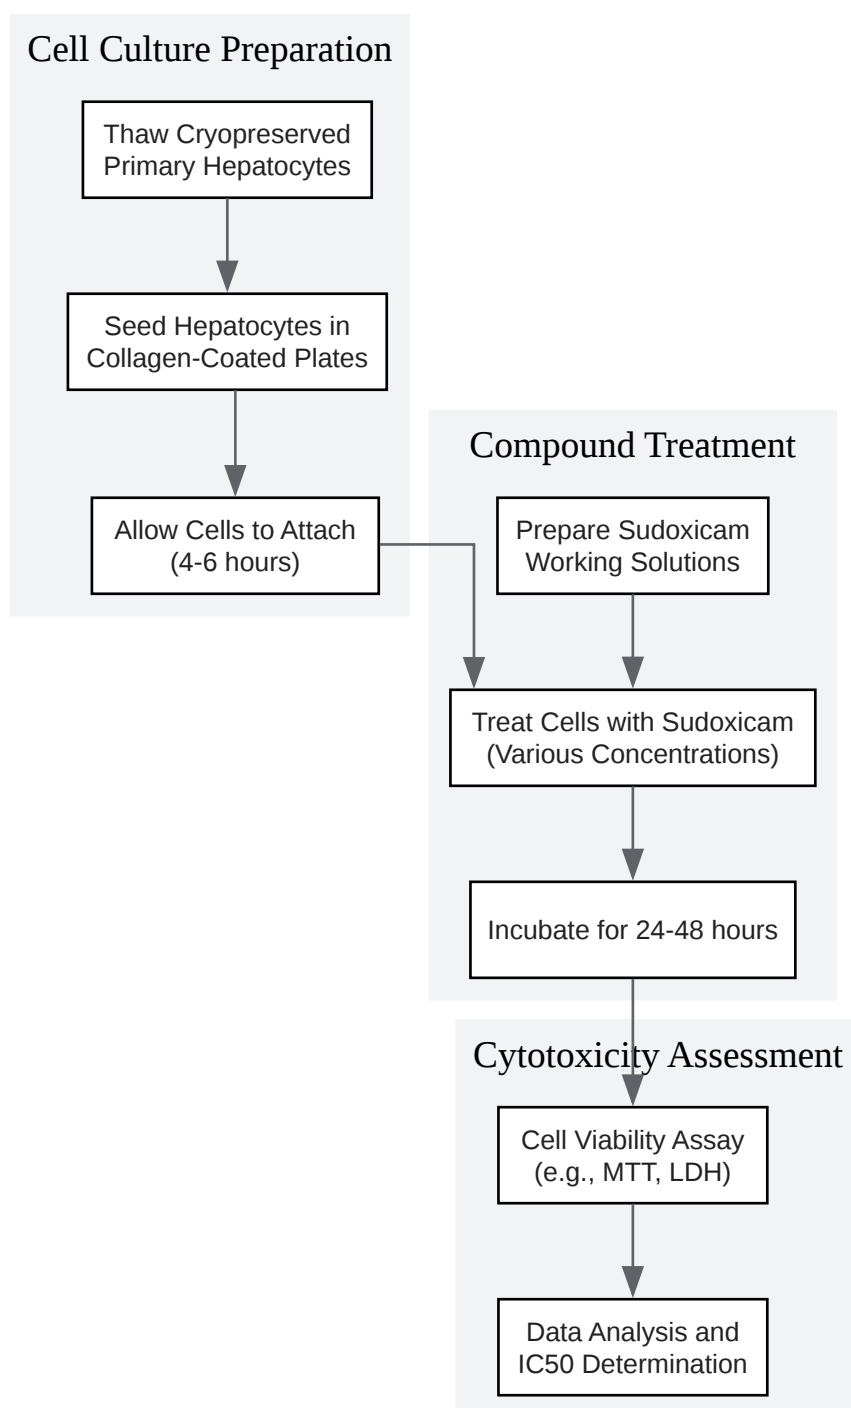 Cell Culture Preparation
Thaw Cryopreserved
Primary Hepatocytes
Seed Hepatocytes in
Collagen-Coated Plates
Allow Cells to Attach
(4-6 hours)
Compound Treatment
Prepare Sudoxicam
Working Solutions
Treat Cells with Sudoxicam
(Various Concentrations)
Incubate for 24-48 hours
Cytotoxicity Assessment
Cell Viability Assay
(e.g., MTT, LDH)
Data Analysis and
IC50 Determination